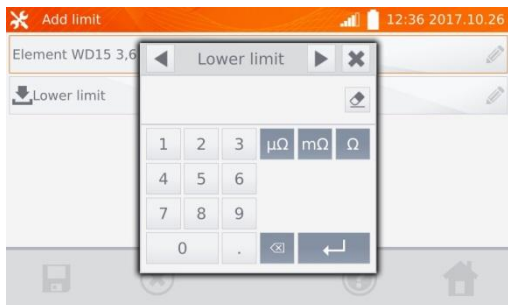 Add limit
12:36 2017.10.26
Element WD15 3,6
Lower limit
Lower limit
1 2 3 μΩ mΩ Ω
4 5 6
7 8 9
0 .